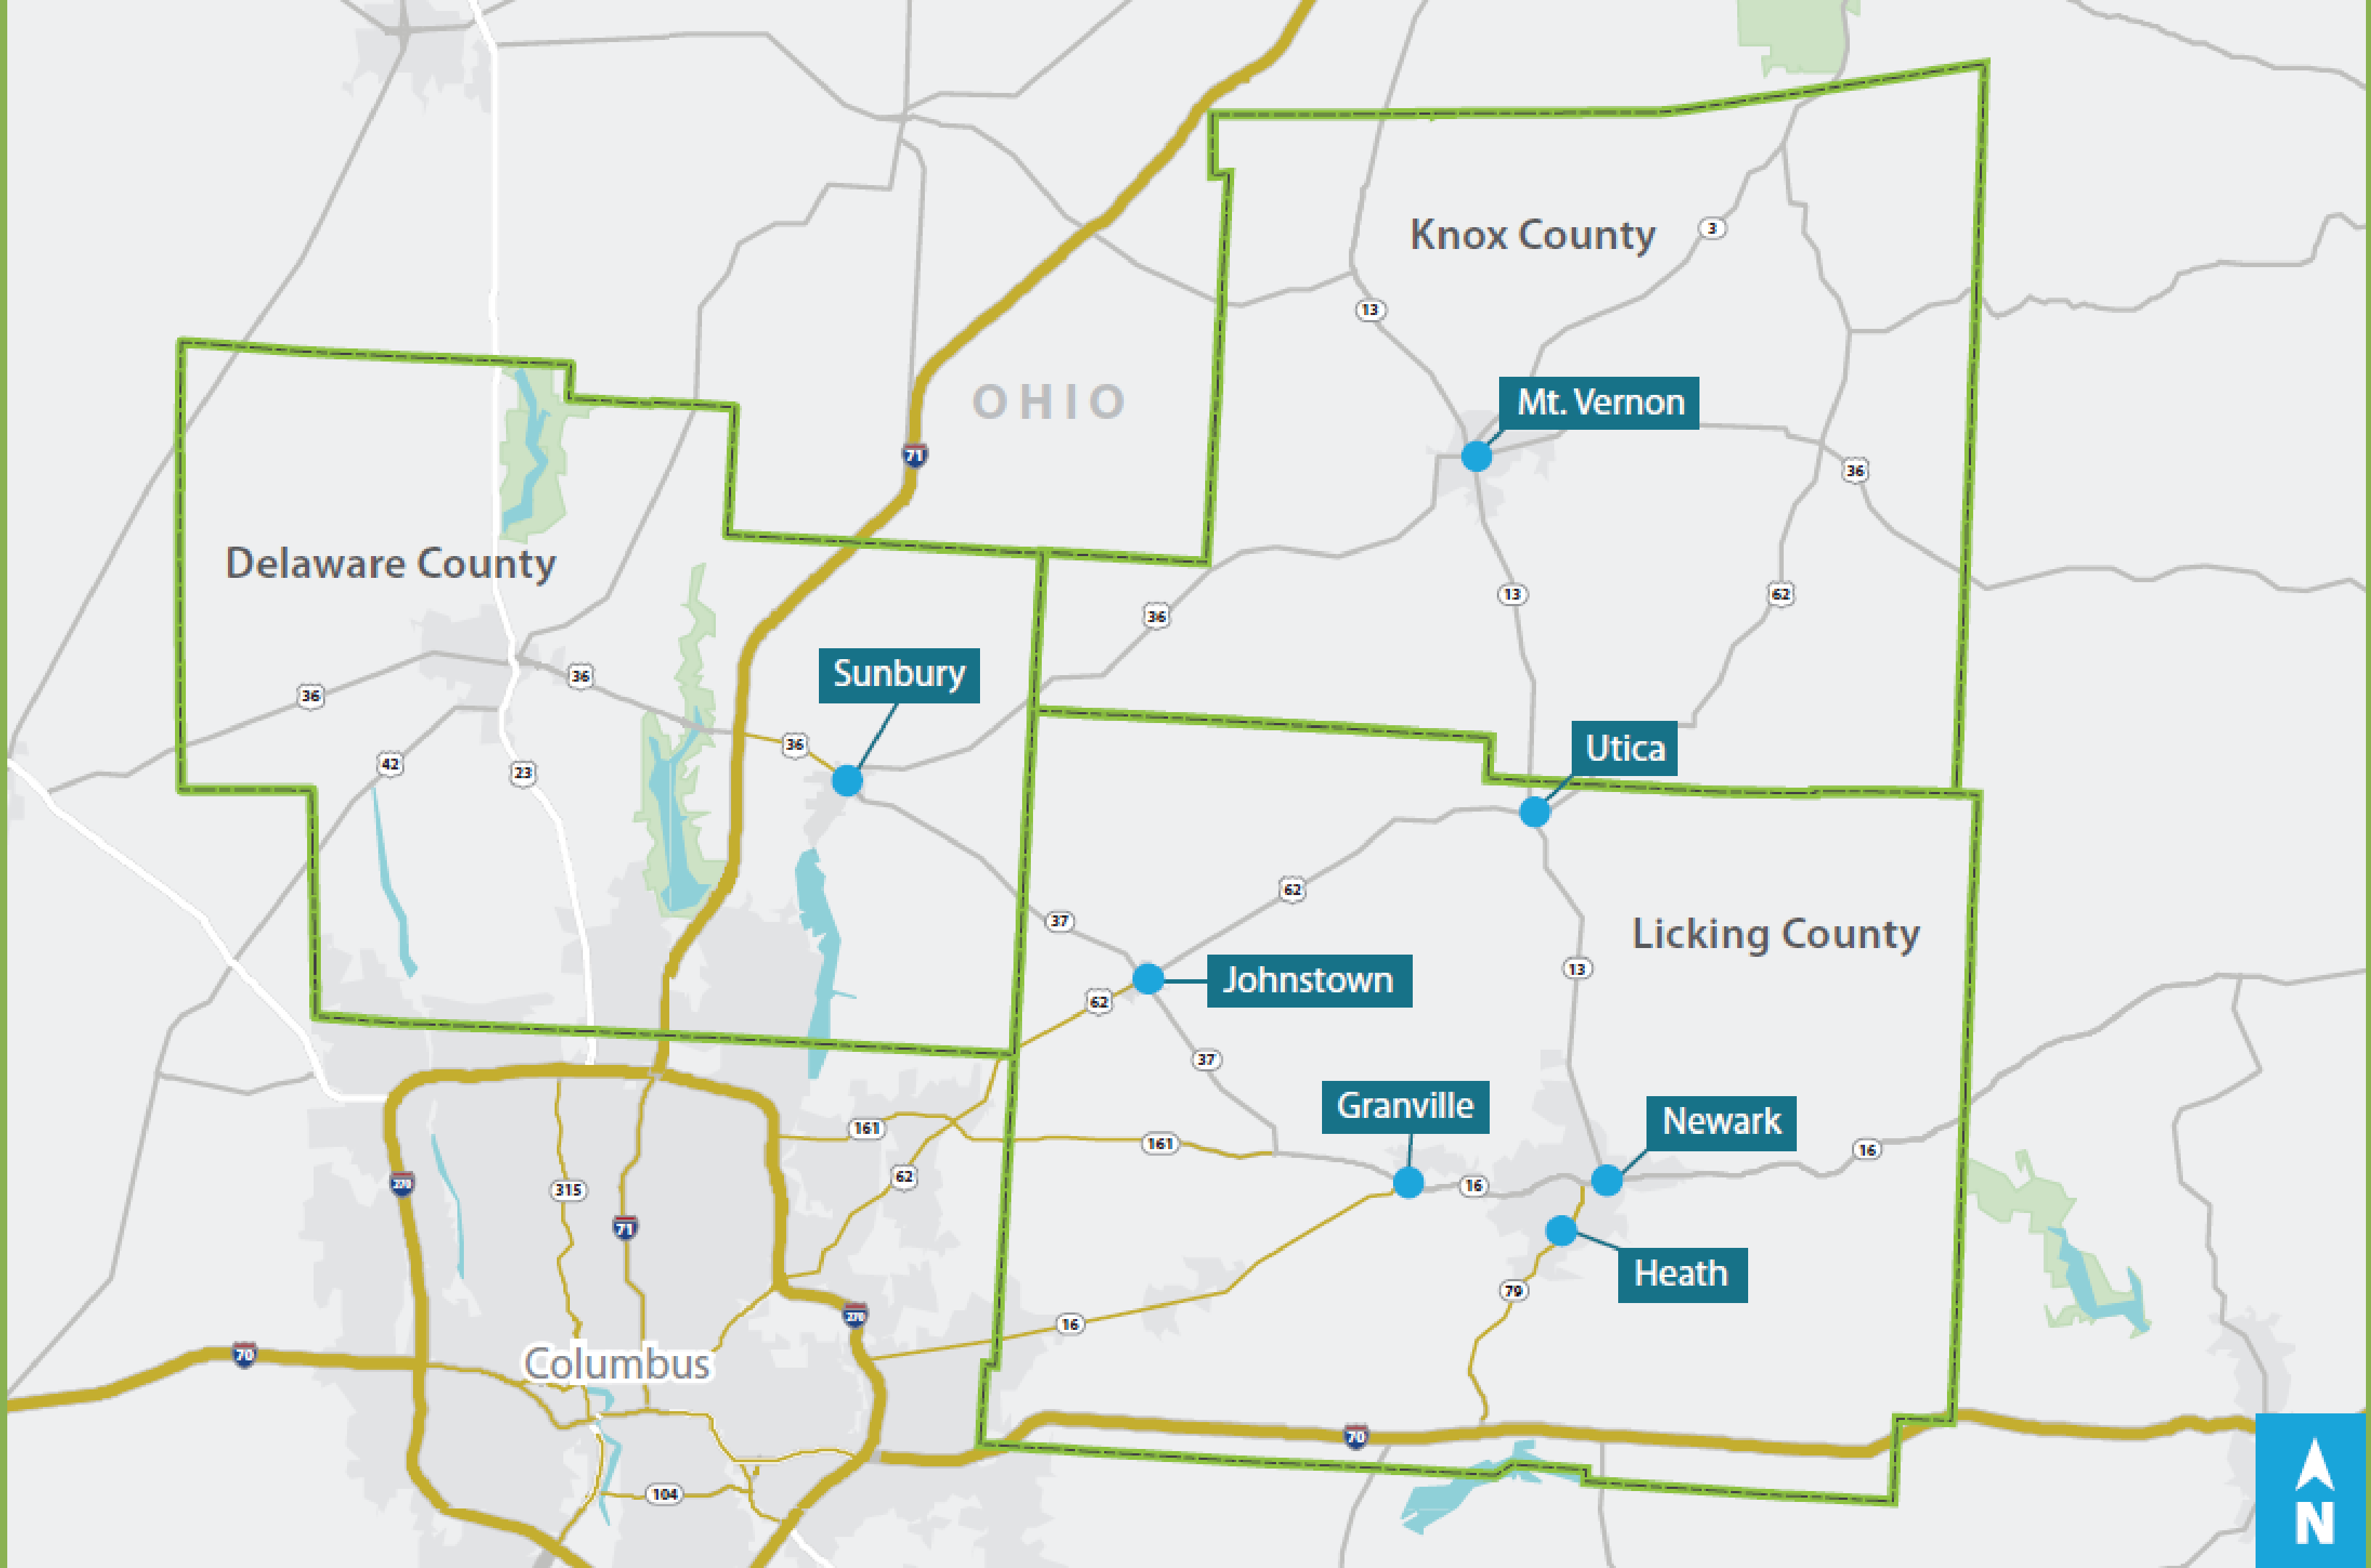 Knox County
3
13
OHIO
Mt. Vernon
71
36
Delaware County
13
62
36
Sunbury
36
36
36
Utica
42
23
62
37
Licking County
13
Johnstown
62
37
Granville
Newark
161
161
16
62
16
270
315
71
Heath
79
270
16
70
Columbus
70
104
N